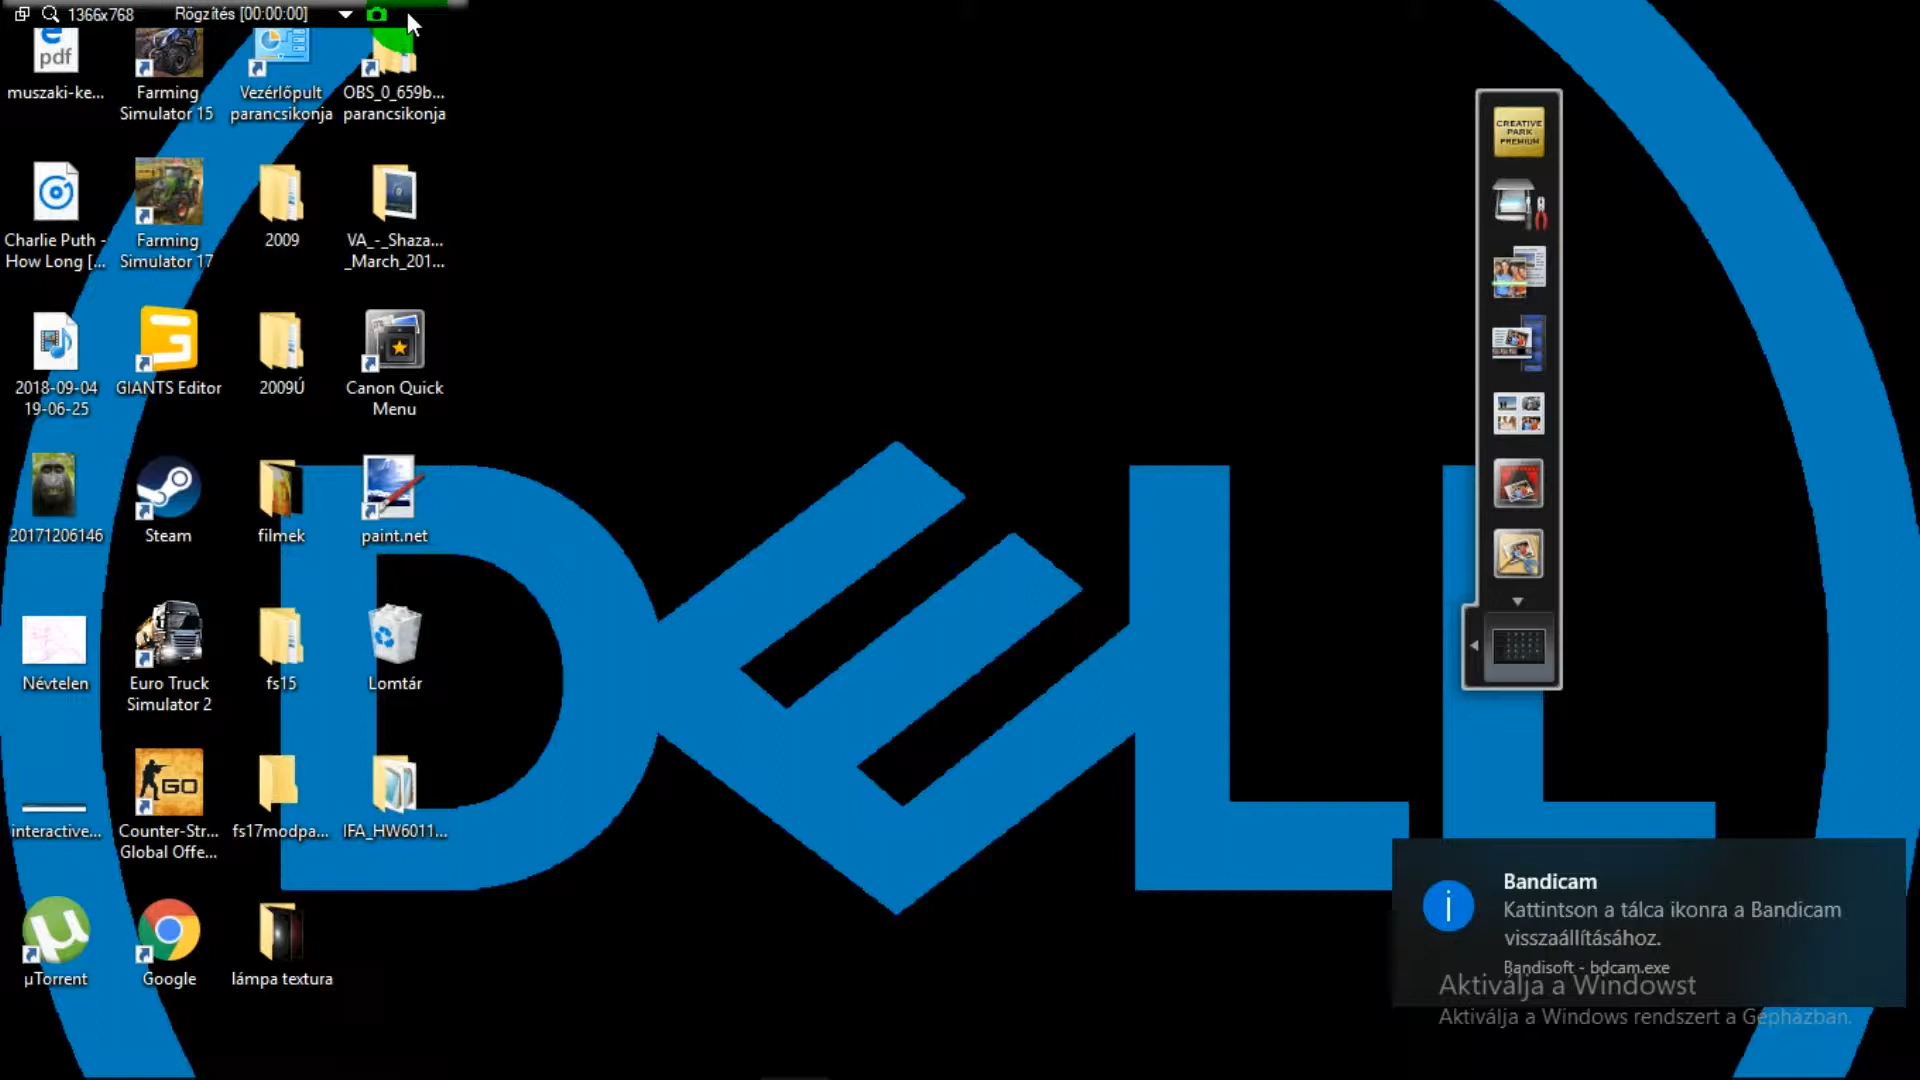 1366x768
Rögzítés [00:00:00]
pdf
muszaki-ke...
Farming
Simulator 15
Vezérlőpult
parancsikonja
OBS_0_659b...
parancsikonja
Charlie Puth -
How Long [...
Farming
Simulator 17
2009
VA_-_Shaza...
_March_201...
2018-09-04
19-06-25
GIANTS Editor
2009Ú
Canon Quick
Menu
20171206146
Steam
filmek
paint.net
Névtelen
Euro Truck
Simulator 2
fs15
Lomtár
interactive...
GO
Counter-Str...
Global Offe...
fs17modpa...
IFA_HW6011...
µTorrent
Google
lámpa textura
DELL
CREATIVE
PARK
PREMIUM
Bandicam
Kattintson a tálca ikonra a Bandicam
visszaállításához.
Bandisoft - bdcam.exe
Aktiválja a Windowst
Aktiválja a Windows rendszert a Gépházban.